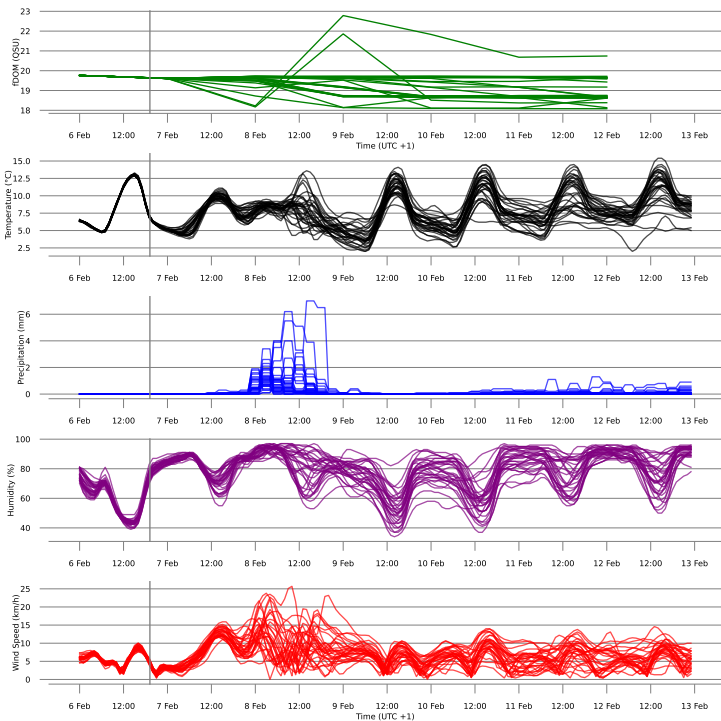 23
22
21
20
19
18
fDOM (QSU)
6 Feb 12:00 7 Feb 12:00 8 Feb 12:00 9 Feb 12:00 10 Feb 12:00 11 Feb 12:00 12 Feb 12:00 13 Feb
Time (UTC +1)
15.0
12.5
10.0
7.5
5.0
2.5
Temperature (°C)
6 Feb 12:00 7 Feb 12:00 8 Feb 12:00 9 Feb 12:00 10 Feb 12:00 11 Feb 12:00 12 Feb 12:00 13 Feb
6
4
2
0
Precipitation (mm)
6 Feb 12:00 7 Feb 12:00 8 Feb 12:00 9 Feb 12:00 10 Feb 12:00 11 Feb 12:00 12 Feb 12:00 13 Feb
100
80
60
40
Humidity (%)
6 Feb 12:00 7 Feb 12:00 8 Feb 12:00 9 Feb 12:00 10 Feb 12:00 11 Feb 12:00 12 Feb 12:00 13 Feb
25
20
15
10
5
0
Wind Speed (km/h)
6 Feb 12:00 7 Feb 12:00 8 Feb 12:00 9 Feb 12:00 10 Feb 12:00 11 Feb 12:00 12 Feb 12:00 13 Feb
Time (UTC +1)